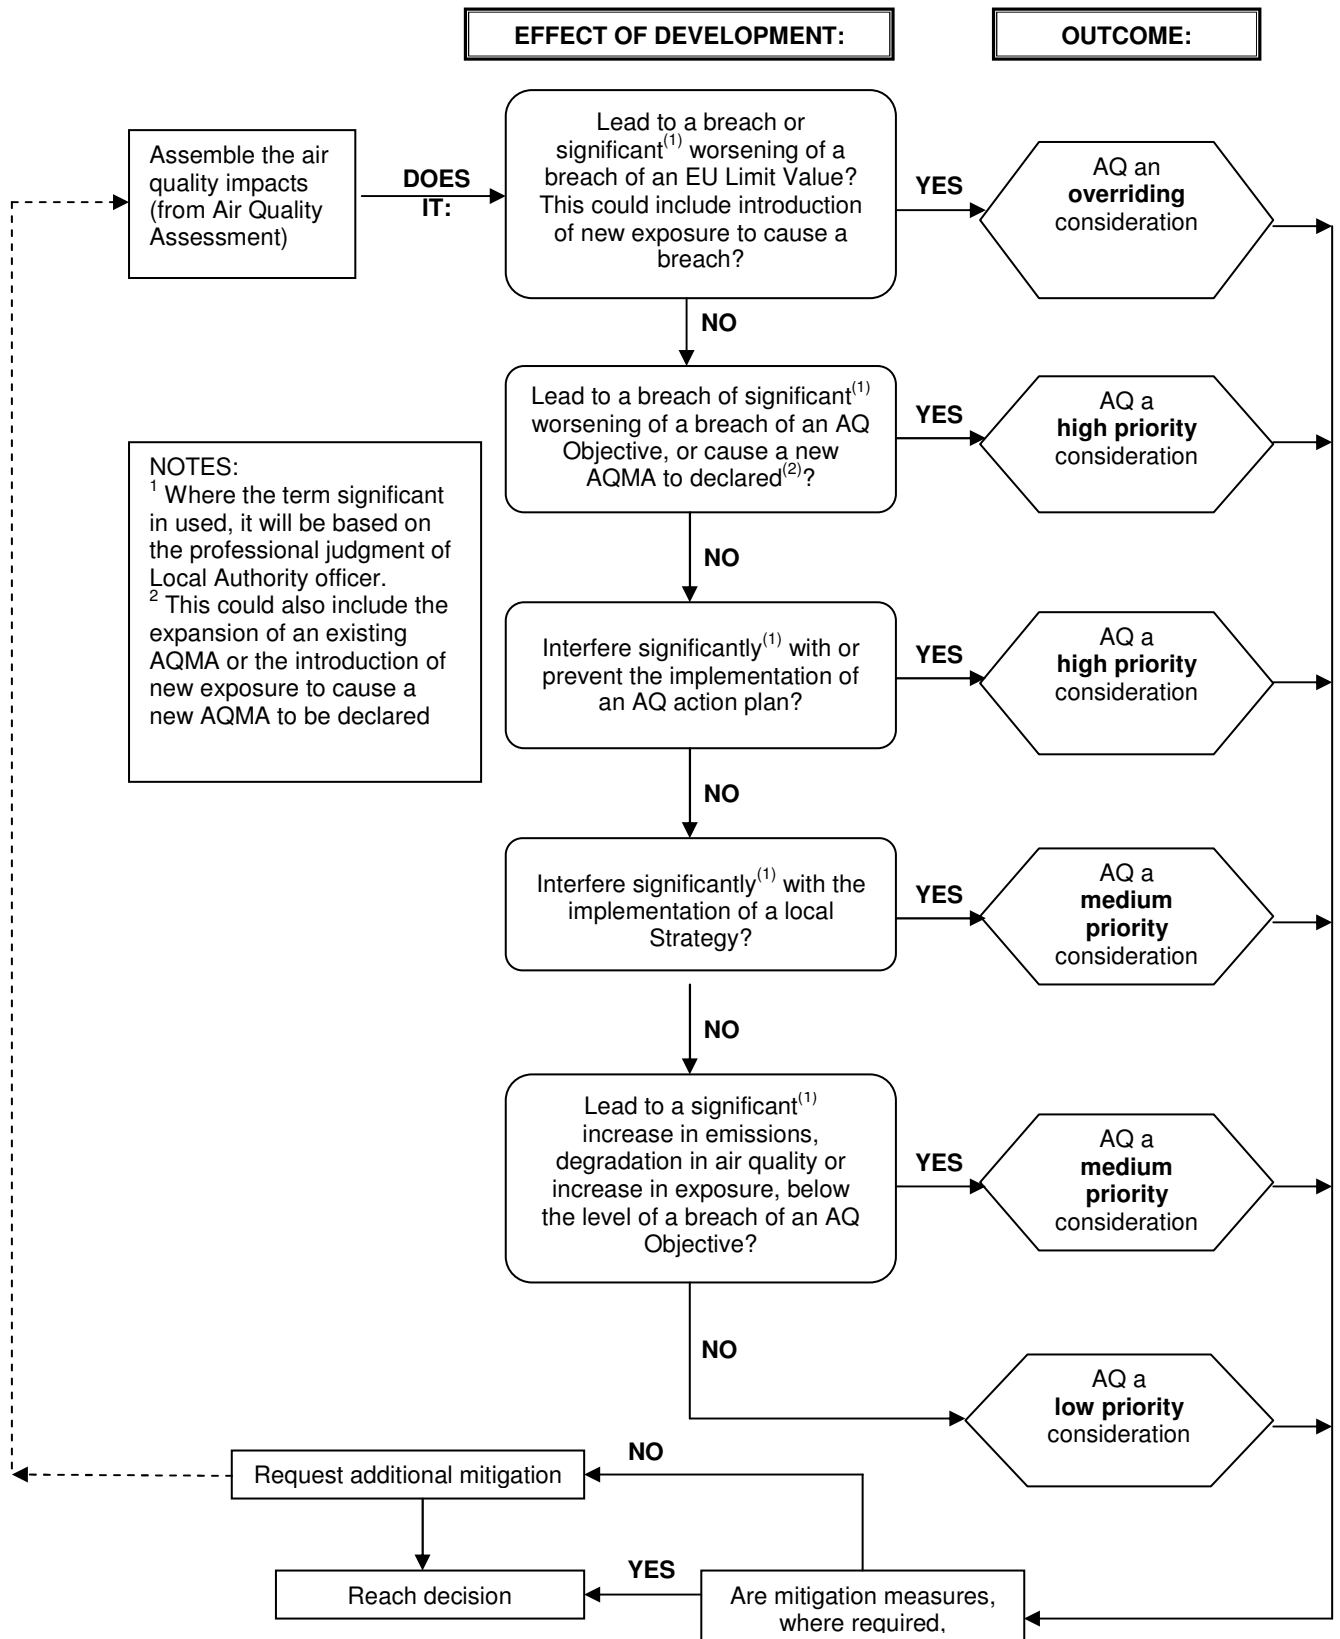 EFFECT OF DEVELOPMENT:
OUTCOME:
Assemble the air
quality impacts
(from Air Quality
Assessment)
DOES
IT:
Lead to a breach or
significant(1) worsening of a
breach of an EU Limit Value?
This could include introduction
of new exposure to cause a
breach?
YES
AQ an
overriding
consideration
NO
Lead to a breach of significant(1)
worsening of a breach of an AQ
Objective, or cause a new
AQMA to declared(2)?
YES
AQ a
high priority
consideration
NOTES:
1 Where the term significant
in used, it will be based on
the professional judgment of
Local Authority officer.
2 This could also include the
expansion of an existing
AQMA or the introduction of
new exposure to cause a
new AQMA to be declared
NO
Interfere significantly(1) with or
prevent the implementation of
an AQ action plan?
YES
AQ a
high priority
consideration
NO
Interfere significantly(1) with the
implementation of a local
Strategy?
YES
AQ a
medium
priority
consideration
NO
Lead to a significant(1)
increase in emissions,
degradation in air quality or
increase in exposure, below
the level of a breach of an AQ
Objective?
YES
AQ a
medium
priority
consideration
NO
AQ a
low priority
consideration
NO
Request additional mitigation
YES
Reach decision
Are mitigation measures,
where required,